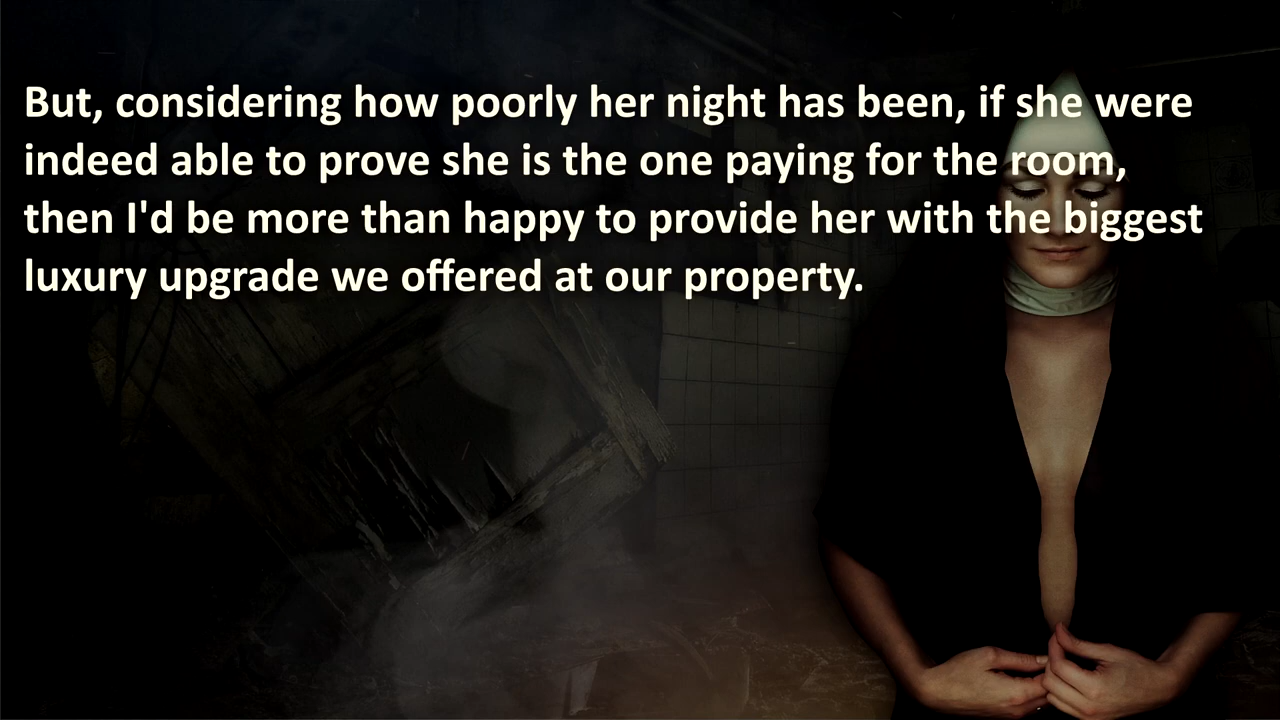 But, considering how poorly her night has been, if she were
indeed able to prove she is the one paying for the room,
then I'd be more than happy to provide her with the biggest
luxury upgrade we offered at our property.